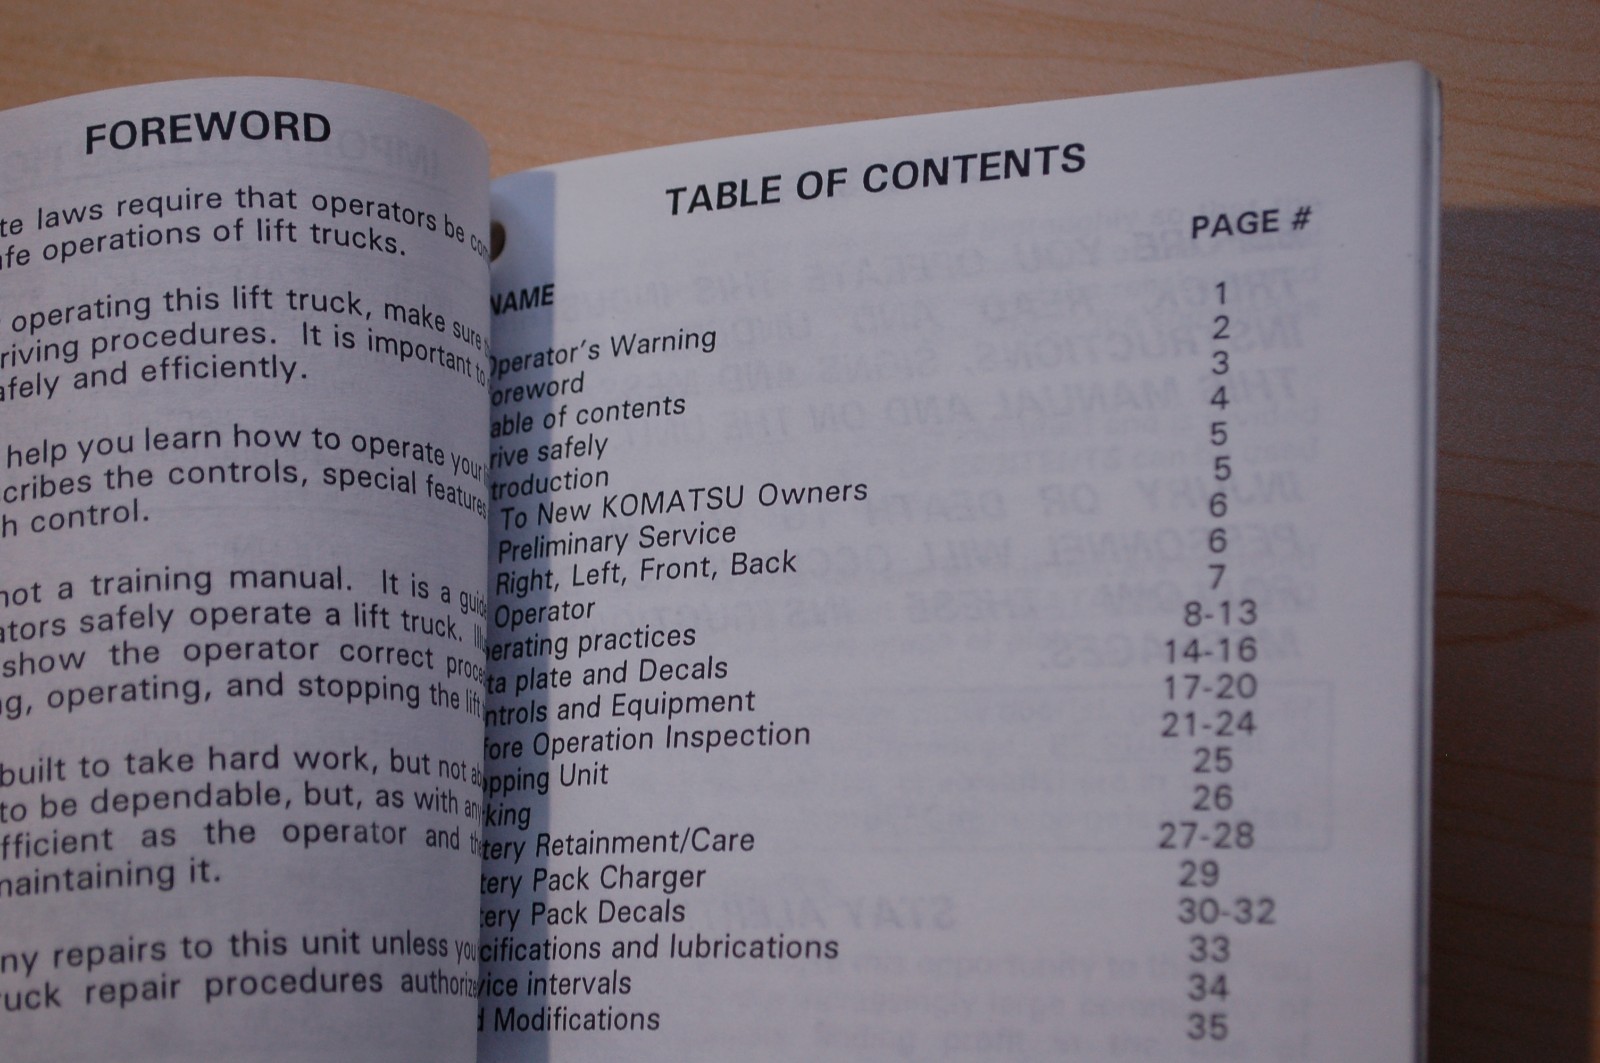 FOREWORD
te laws require that operators be
fe operations of lift trucks.
operating this lift truck, make sure
riving procedures. It is important to
afely and efficiently.
help you learn how to operate your
cribes the controls, special features
h control.
not a training manual. It is a guide
ators safely operate a lift truck.
show the operator correct proce
g, operating, and stopping the lift
built to take hard work, but not
to be dependable, but, as with any
fficient as the operator and the
naintaining it.
ny repairs to this unit unless you
ruck repair procedures authorize
TABLE OF CONTENTS
PAGE #
NAME
Operator's Warning 1
oreword 2
able of contents 3
rive safely 4
troduction 5
To New KOMATSU Owners 5
Preliminary Service 6
Right, Left, Front, Back 6
Operator 7
erating practices 8-13
ta plate and Decals 14-16
ntrols and Equipment 17-20
fore Operation Inspection 21-24
pping Unit 25
king 26
tery Retainment/Care 27-28
tery Pack Charger 29
tery Pack Decals 30-32
cifications and lubrications 33
vice intervals 34
d Modifications 35